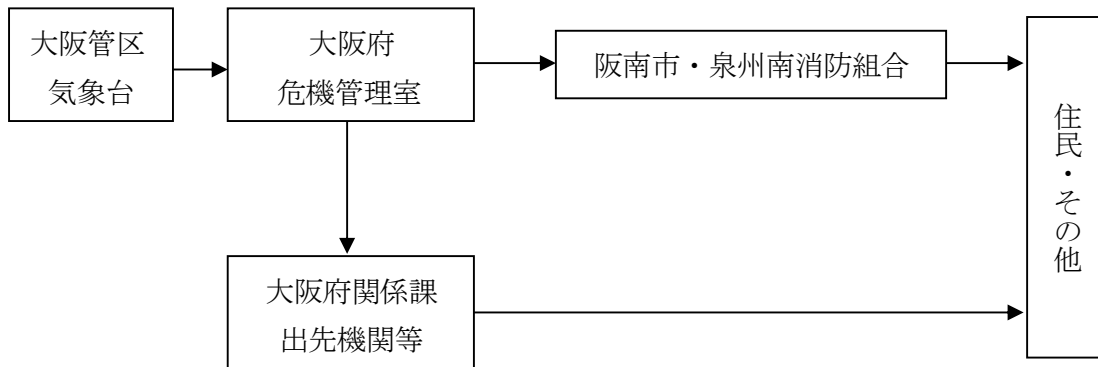 大阪管区
気象台
大阪府
危機管理室
阪南市・泉州南消防組合
住民・その他
大阪府関係課
出先機関等